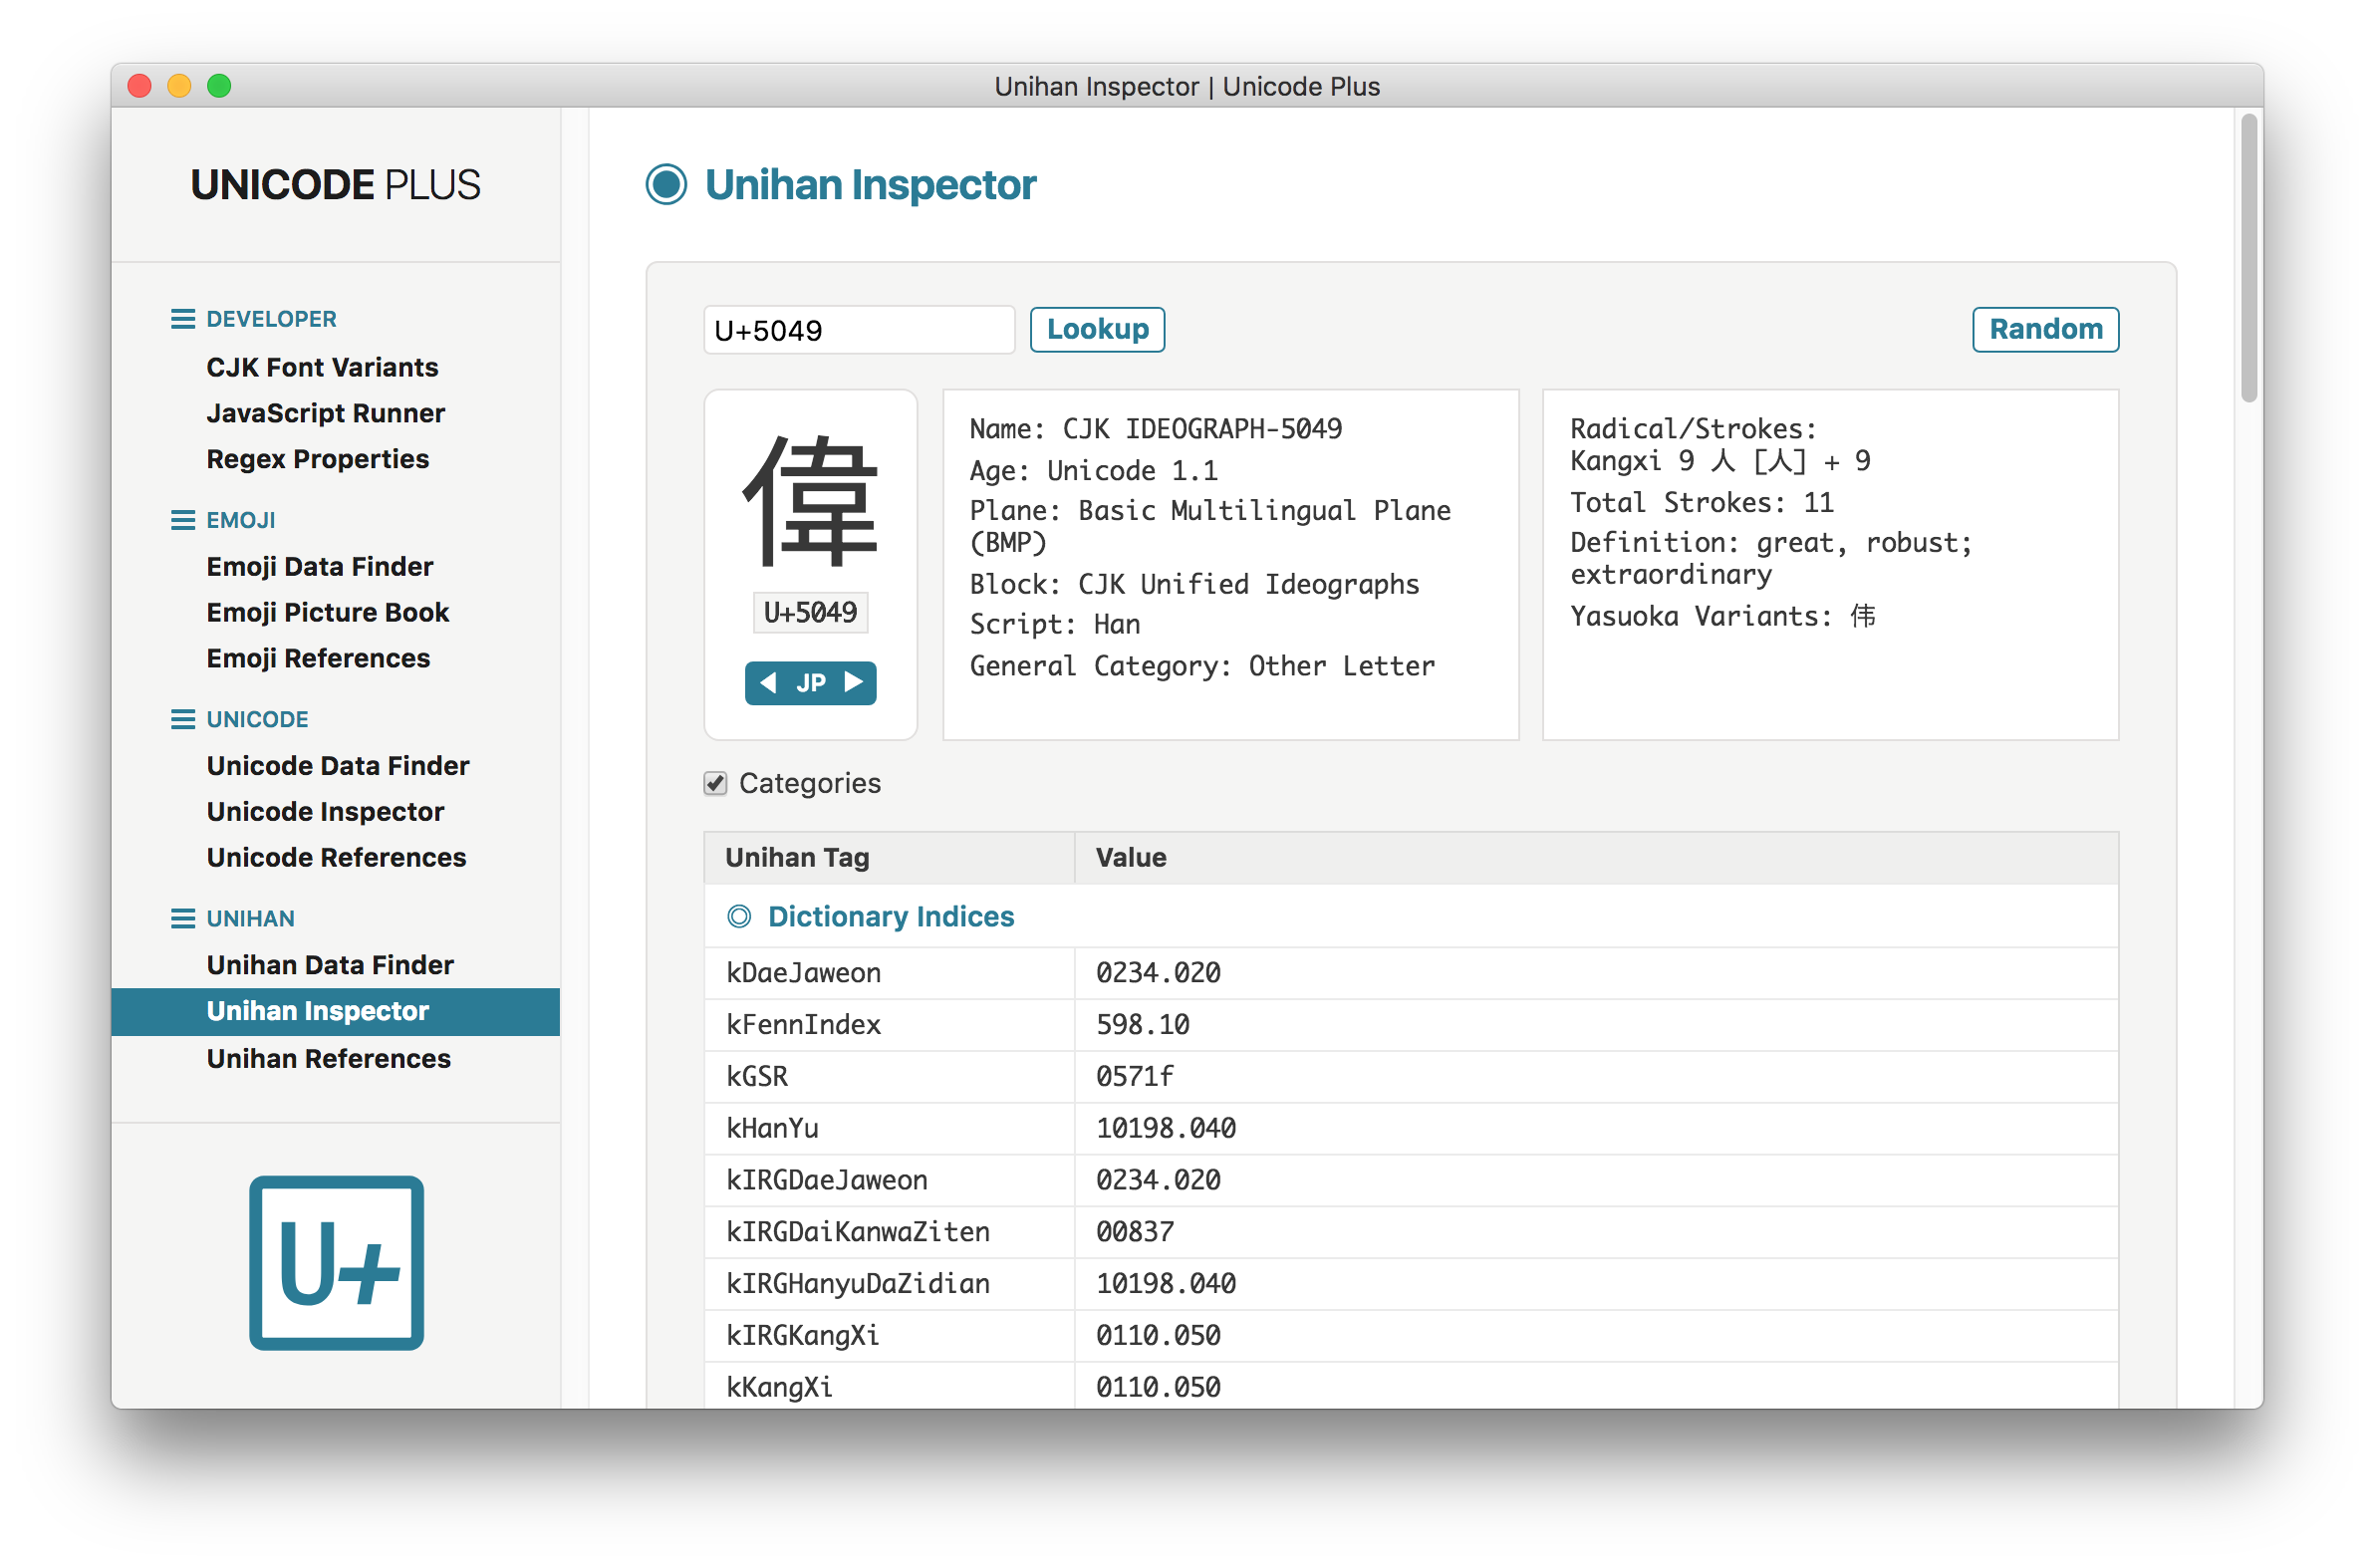 Unihan Inspector | Unicode Plus
UNICODE PLUS
DEVELOPER
CJK Font Variants
JavaScript Runner
Regex Properties
EMOJI
Emoji Data Finder
Emoji Picture Book
Emoji References
UNICODE
Unicode Data Finder
Unicode Inspector
Unicode References
UNIHAN
Unihan Data Finder
Unihan Inspector
Unihan References
U+
Unihan Inspector
U+5049
Lookup
Random
偉
U+5049
◀ JP ▶
Name: CJK IDEOGRAPH-5049
Age: Unicode 1.1
Plane: Basic Multilingual Plane
(BMP)
Block: CJK Unified Ideographs
Script: Han
General Category: Other Letter
Radical/Strokes:
Kangxi 9 ⼈ [人] + 9
Total Strokes: 11
Definition: great, robust;
extraordinary
Yasuoka Variants: 伟
Categories
Unihan Tag Value
Dictionary Indices
kDaeJaweon 0234.020
kFennIndex 598.10
kGSR 0571f
kHanYu 10198.040
kIRGDaeJaweon 0234.020
kIRGDaiKanwaZiten 00837
kIRGHanyuDaZidian 10198.040
kIRGKangXi 0110.050
kKangXi 0110.050